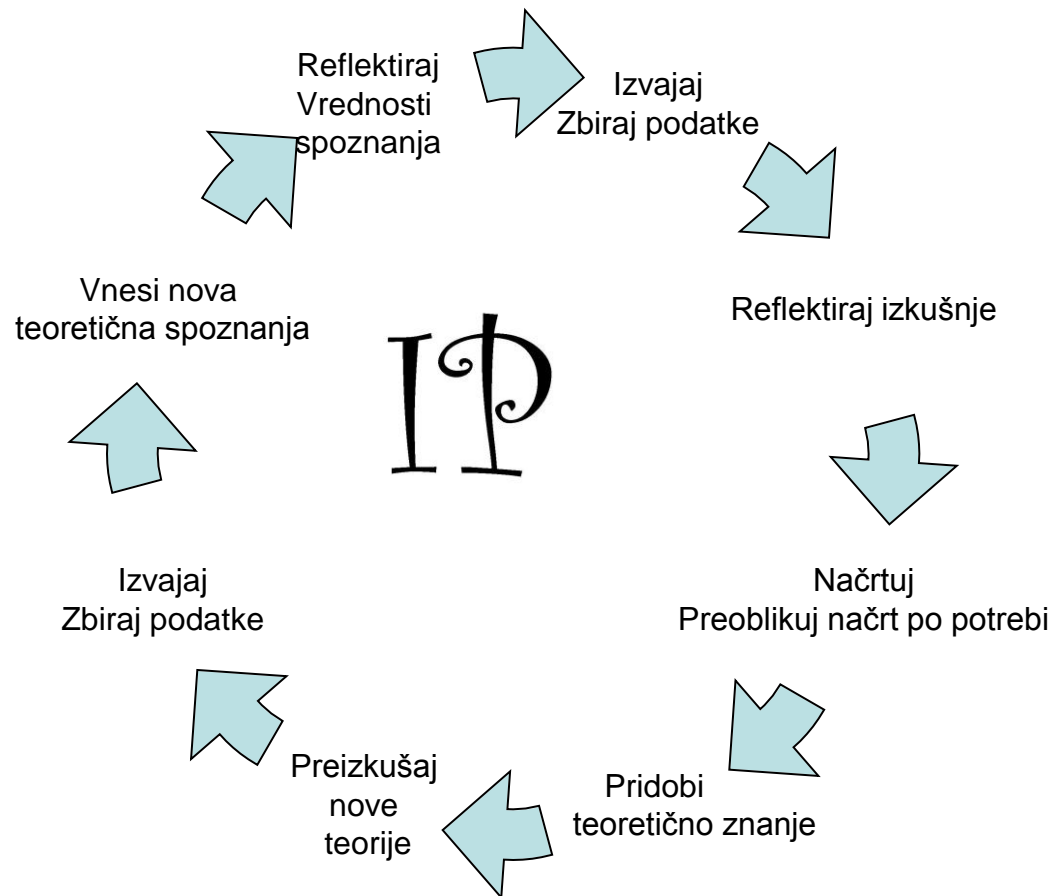 Reflektiraj
Vrednosti
spoznanja
Izvajaj
Zbiraj podatke
Reflektiraj izkušnje
Načrtuj
Preoblikuj načrt po potrebi
Pridobi
teoretično znanje
Preizkušaj
nove
teorije
Izvajaj
Zbiraj podatke
Vnesi nova
teoretična spoznanja
IP